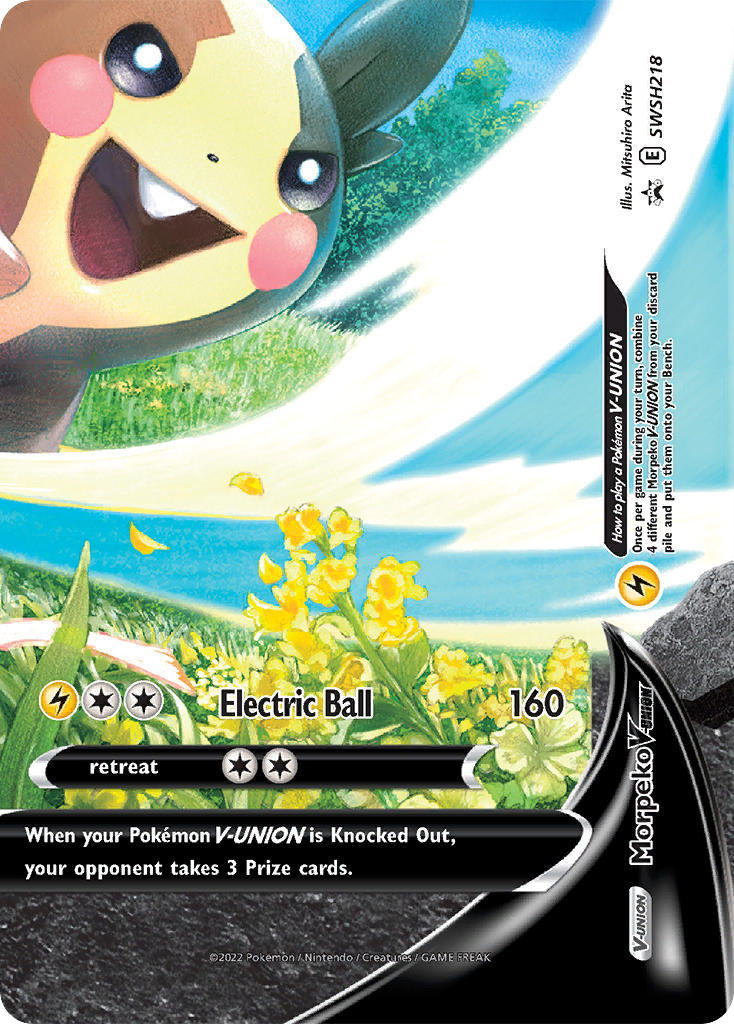 Illus. Mitsuhiro Arita
E SWSH218
How to play a Pokémon V-UNION
Once per game during your turn, combine
4 different Morpeko V-UNION from your discard
pile and put them onto your Bench.
Electric Ball 160
retreat
When your Pokémon V-UNION is Knocked Out,
your opponent takes 3 Prize cards.
Morpeko V-UNION
V-UNION
©2022 Pokémon / Nintendo / Creatures / GAME FREAK